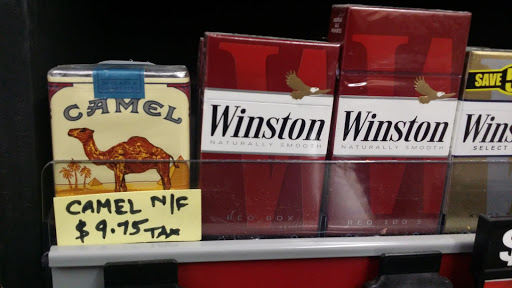 CAMEL
CAMEL N/F
$9.75 TAX
Winston
NATURALLY SMOOTH
RED BOX
Winston
NATURALLY SMOOTH
RED 100'S
SAVE
Wins
SELECT
$